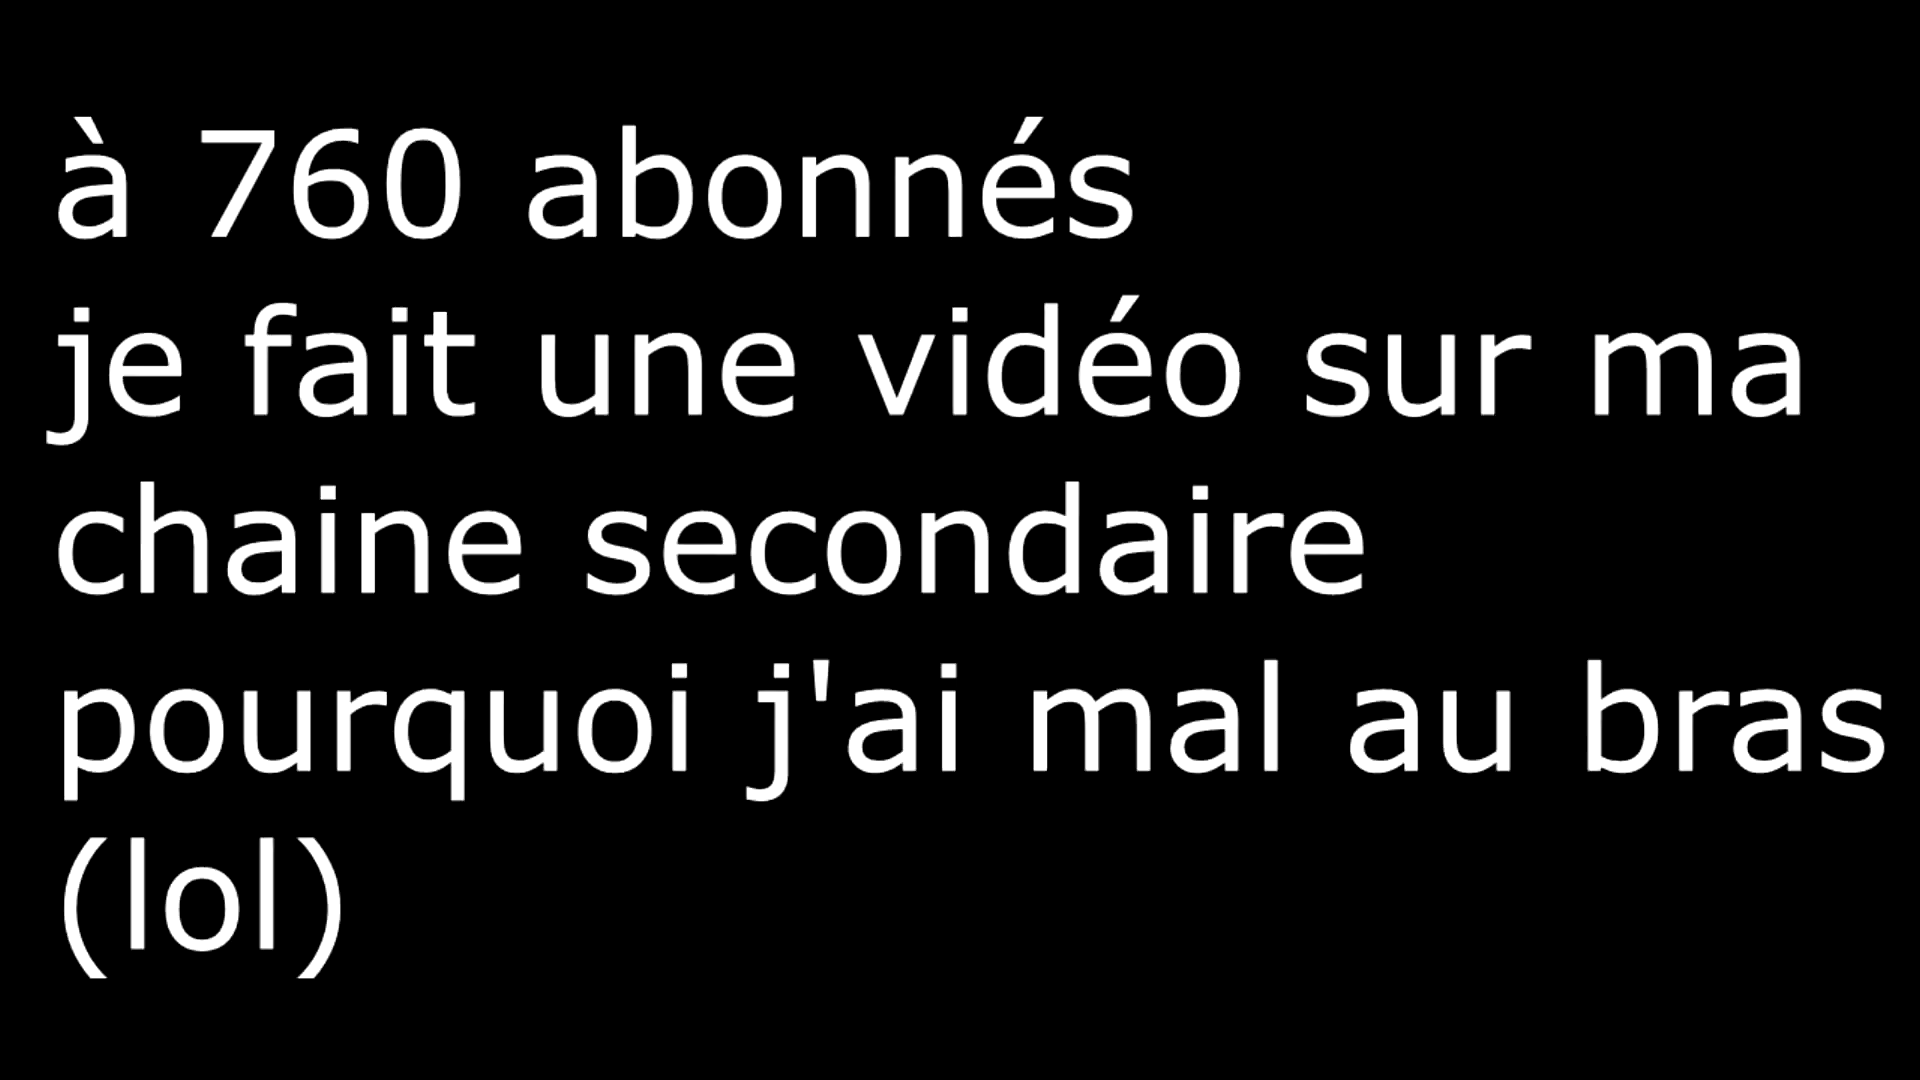 à 760 abonnés
je fait une vidéo sur ma
chaine secondaire
pourquoi j'ai mal au bras
(lol)